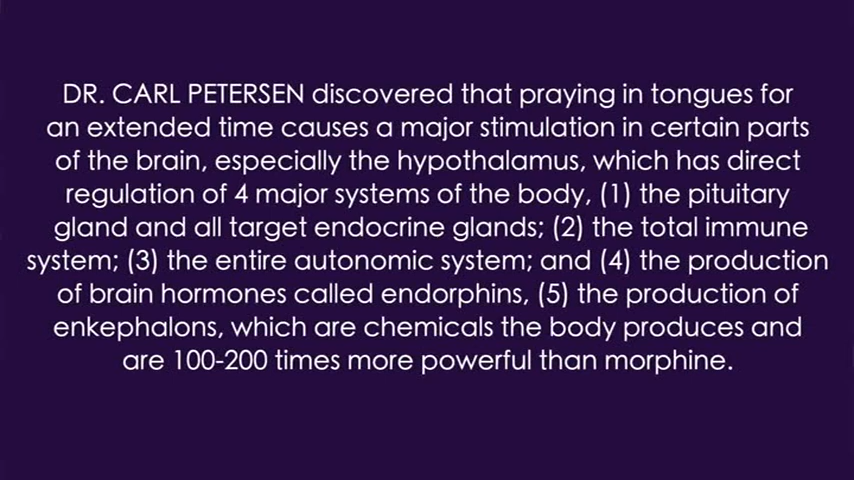 DR. CARL PETERSEN discovered that praying in tongues for
an extended time causes a major stimulation in certain parts
of the brain, especially the hypothalamus, which has direct
regulation of 4 major systems of the body, (1) the pituitary
gland and all target endocrine glands; (2) the total immune
system; (3) the entire autonomic system; and (4) the production
of brain hormones called endorphins, (5) the production of
enkephalons, which are chemicals the body produces and
are 100-200 times more powerful than morphine.